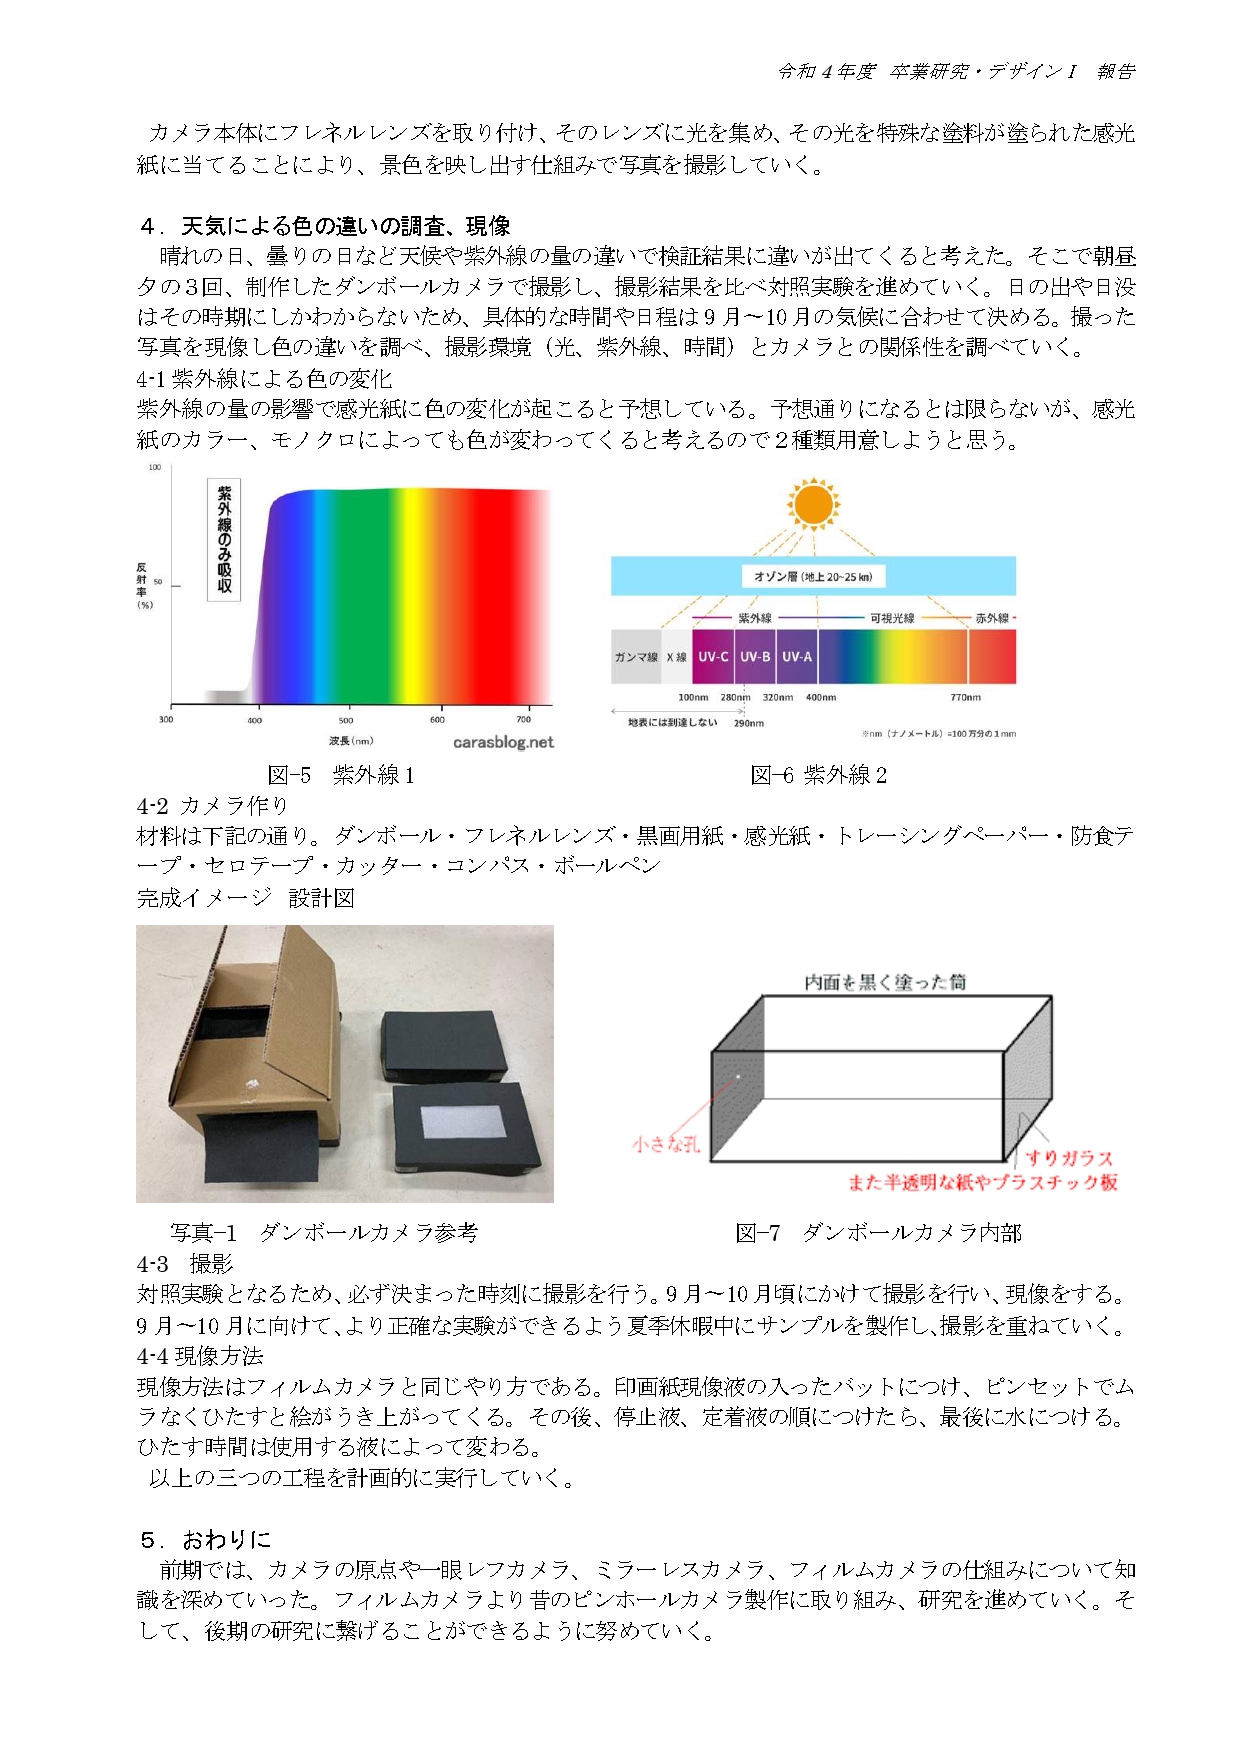 令和４年度 卒業研究・デザインⅠ　報告
カメラ本体にフレネルレンズを取り付け、そのレンズに光を集め、その光を特殊な塗料が塗られた感光
紙に当てることにより、景色を映し出す仕組みで写真を撮影していく。
４．天気による色の違いの調査、現像
晴れの日、曇りの日など天候や紫外線の量の違いで検証結果に違いが出てくると考えた。そこで朝昼
夕の３回、制作したダンボールカメラで撮影し、撮影結果を比べ対照実験を進めていく。日の出や日没
はその時期にしかわからないため、具体的な時間や日程は9月～10月の気候に合わせて決める。撮った
写真を現像し色の違いを調べ、撮影環境（光、紫外線、時間）とカメラとの関係性を調べていく。
4-1 紫外線による色の変化
紫外線の量の影響で感光紙に色の変化が起こると予想している。予想通りになるとは限らないが、感光
紙のカラー、モノクロによっても色が変わってくると考えるので２種類用意しようと思う。
100
紫外線のみ吸収
反射率(%)
50
300 400 500 600 700
波長(nm)
carasblog.net
オゾン層（地上20~25㎞）
紫外線 可視光線 赤外線
ガンマ線 X線 UV-C UV-B UV-A
100nm 280nm 320nm 400nm 770nm
地表には到達しない 290nm
※nm（ナノメートル）=100万分の1mm
図-5　紫外線1
図-6 紫外線2
4-2 カメラ作り
材料は下記の通り。ダンボール・フレネルレンズ・黒画用紙・感光紙・トレーシングペーパー・防食テ
ープ・セロテープ・カッター・コンパス・ボールペン
完成イメージ 設計図
内面を黒く塗った筒
小さな孔
すりガラス
また半透明な紙やプラスチック板
写真-1　ダンボールカメラ参考
図-7　ダンボールカメラ内部
4-3　撮影
対照実験となるため、必ず決まった時刻に撮影を行う。9月～10月頃にかけて撮影を行い、現像をする。
9月～10月に向けて、より正確な実験ができるよう夏季休暇中にサンプルを製作し、撮影を重ねていく。
4-4 現像方法
現像方法はフィルムカメラと同じやり方である。印画紙現像液の入ったバットにつけ、ピンセットでム
ラなくひたすと絵がうき上がってくる。その後、停止液、定着液の順につけたら、最後に水につける。
ひたす時間は使用する液によって変わる。
以上の三つの工程を計画的に実行していく。
５．おわりに
前期では、カメラの原点や一眼レフカメラ、ミラーレスカメラ、フィルムカメラの仕組みについて知
識を深めていった。フィルムカメラより昔のピンホールカメラ製作に取り組み、研究を進めていく。そ
して、後期の研究に繋げることができるように努めていく。